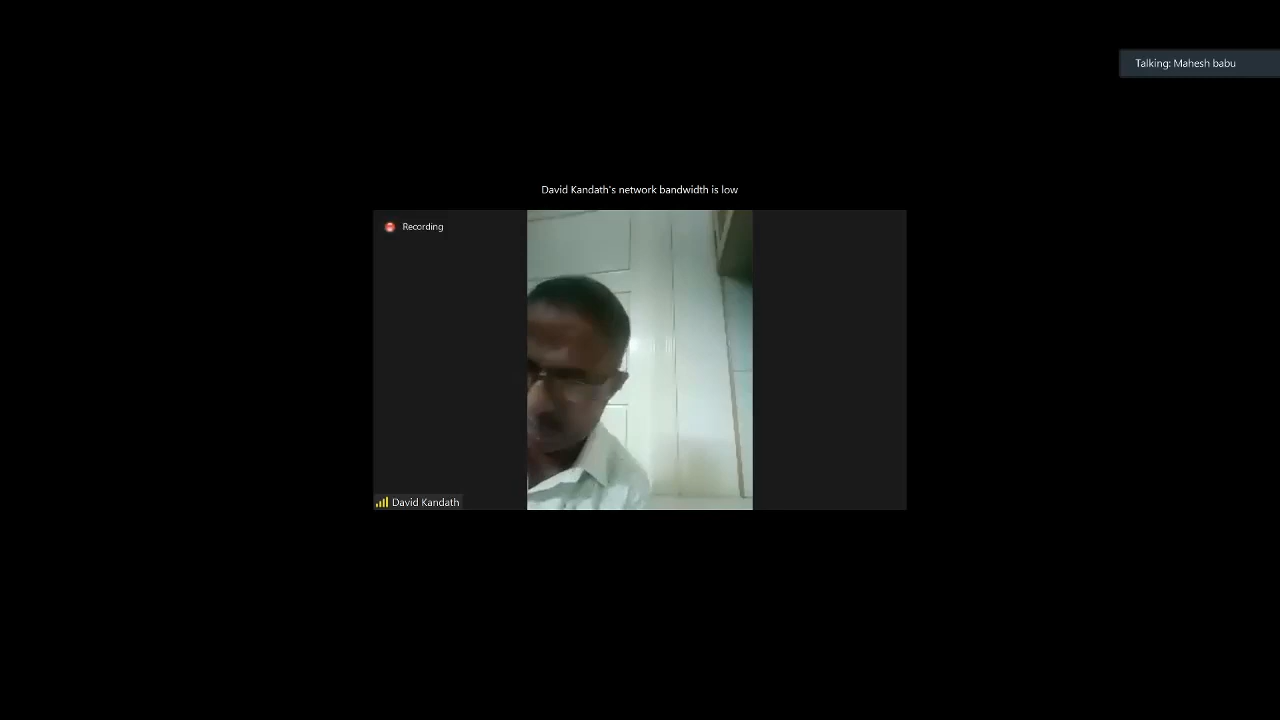 Talking: Mahesh babu
David Kandath's network bandwidth is low
Recording
David Kandath